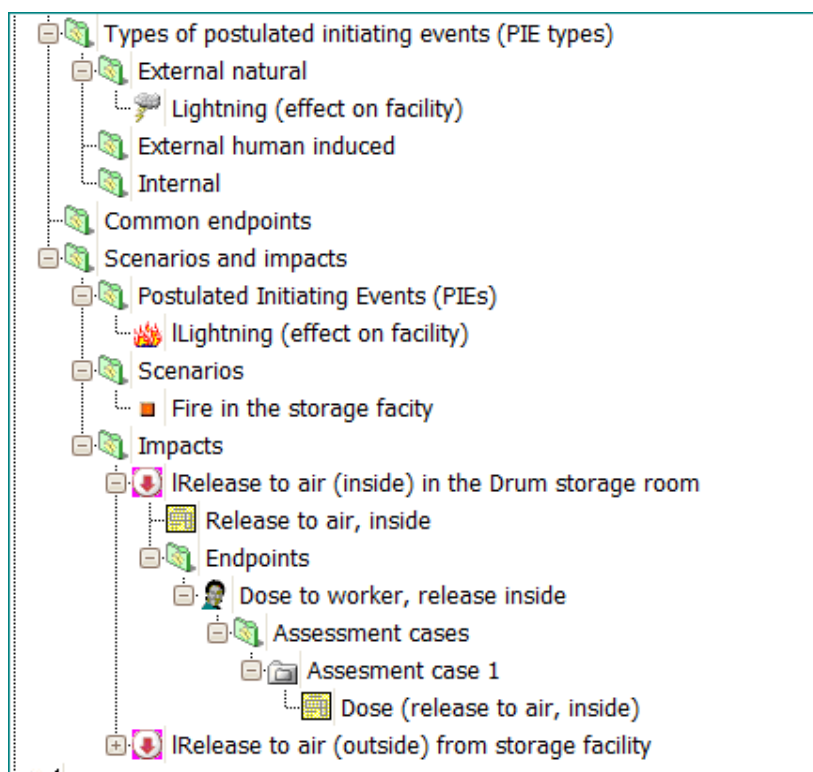 Types of postulated initiating events (PIE types)
External natural
Lightning (effect on facility)
External human induced
Internal
Common endpoints
Scenarios and impacts
Postulated Initiating Events (PIEs)
lLightning (effect on facility)
Scenarios
Fire in the storage facity
Impacts
lRelease to air (inside) in the Drum storage room
Release to air, inside
Endpoints
Dose to worker, release inside
Assessment cases
Assesment case 1
Dose (release to air, inside)
lRelease to air (outside) from storage facility